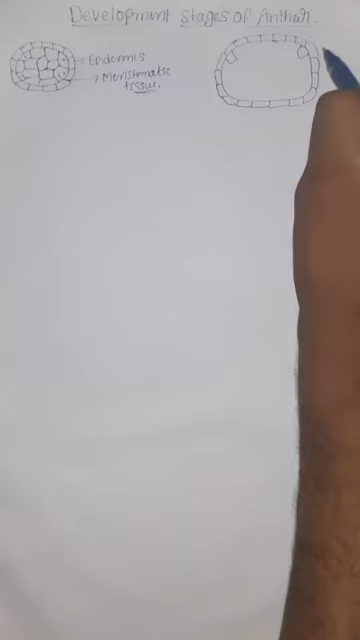 Development stages of Anther.
Epidermis
Meristematic
tissue.